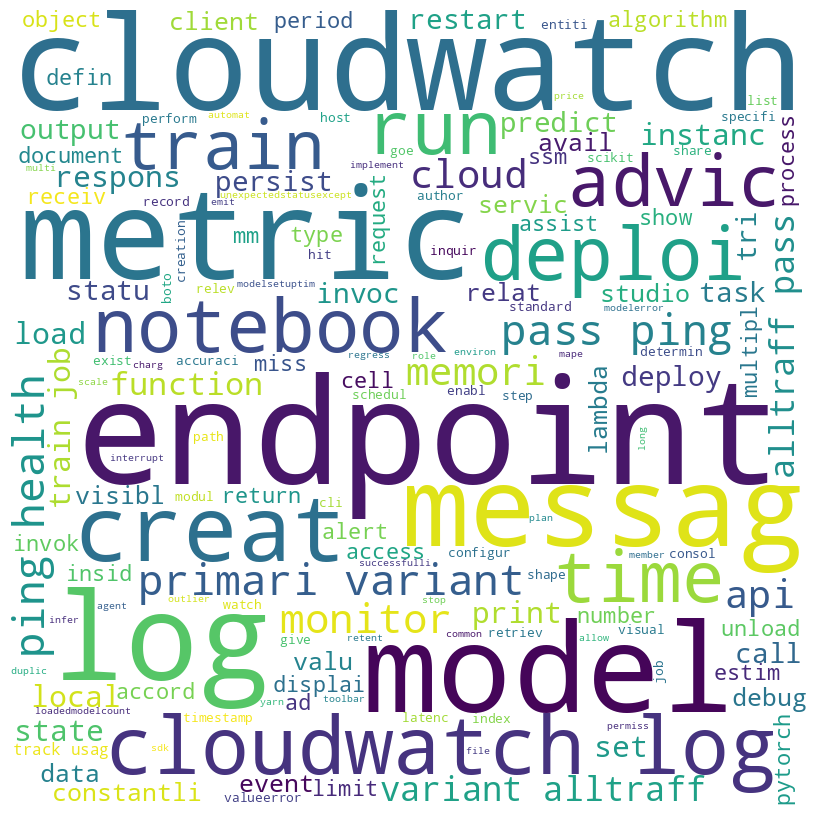 object
client
period
restart
entiti
algorithm
cloudwatch
defin
price
list
automat
perform
host
specifi
output
train
run
predict
instanc
document
multi
goe
avail
ssm
scikit
share
process
implement
respons
persist
cloud
advic
receiv
record
unexpectedstatusexcept
emit
author
servic
assist
show
metric
mm
type
request
creation
hit
inquir
deploi
tri
alltraff pass
statu
boto
relev
modelsetuptim
invoc
relat
studio
task
standard
modelerror
load
notebook
pass ping
multipl
exist
charg
accuraci
miss
regress
role
environ
mape
determin
scale
train job
function
cell
memori
deploy
schedul
enabl
step
lambda
endpoint
ping health
path
interrupt
long
visibl
modul
return
cli
messag
creat
plan
invok
alert
access
configur
member
consol
successfulli
insid
primari variant
shape
time
api
infer
agent
outlier
watch
stop
log
monitor
print
number
duplic
give
retent
common
retriev
allow
visual
unload
model
valu
call
local
accord
displai
job
estim
debug
loadedmodelcount
yarn
toolbar
ad
timestamp
latenc
index
permiss
state
cloudwatch log
set
track usag
sdk
file
data
pytorch
constantli
event
valueerror
limit
variant alltraff